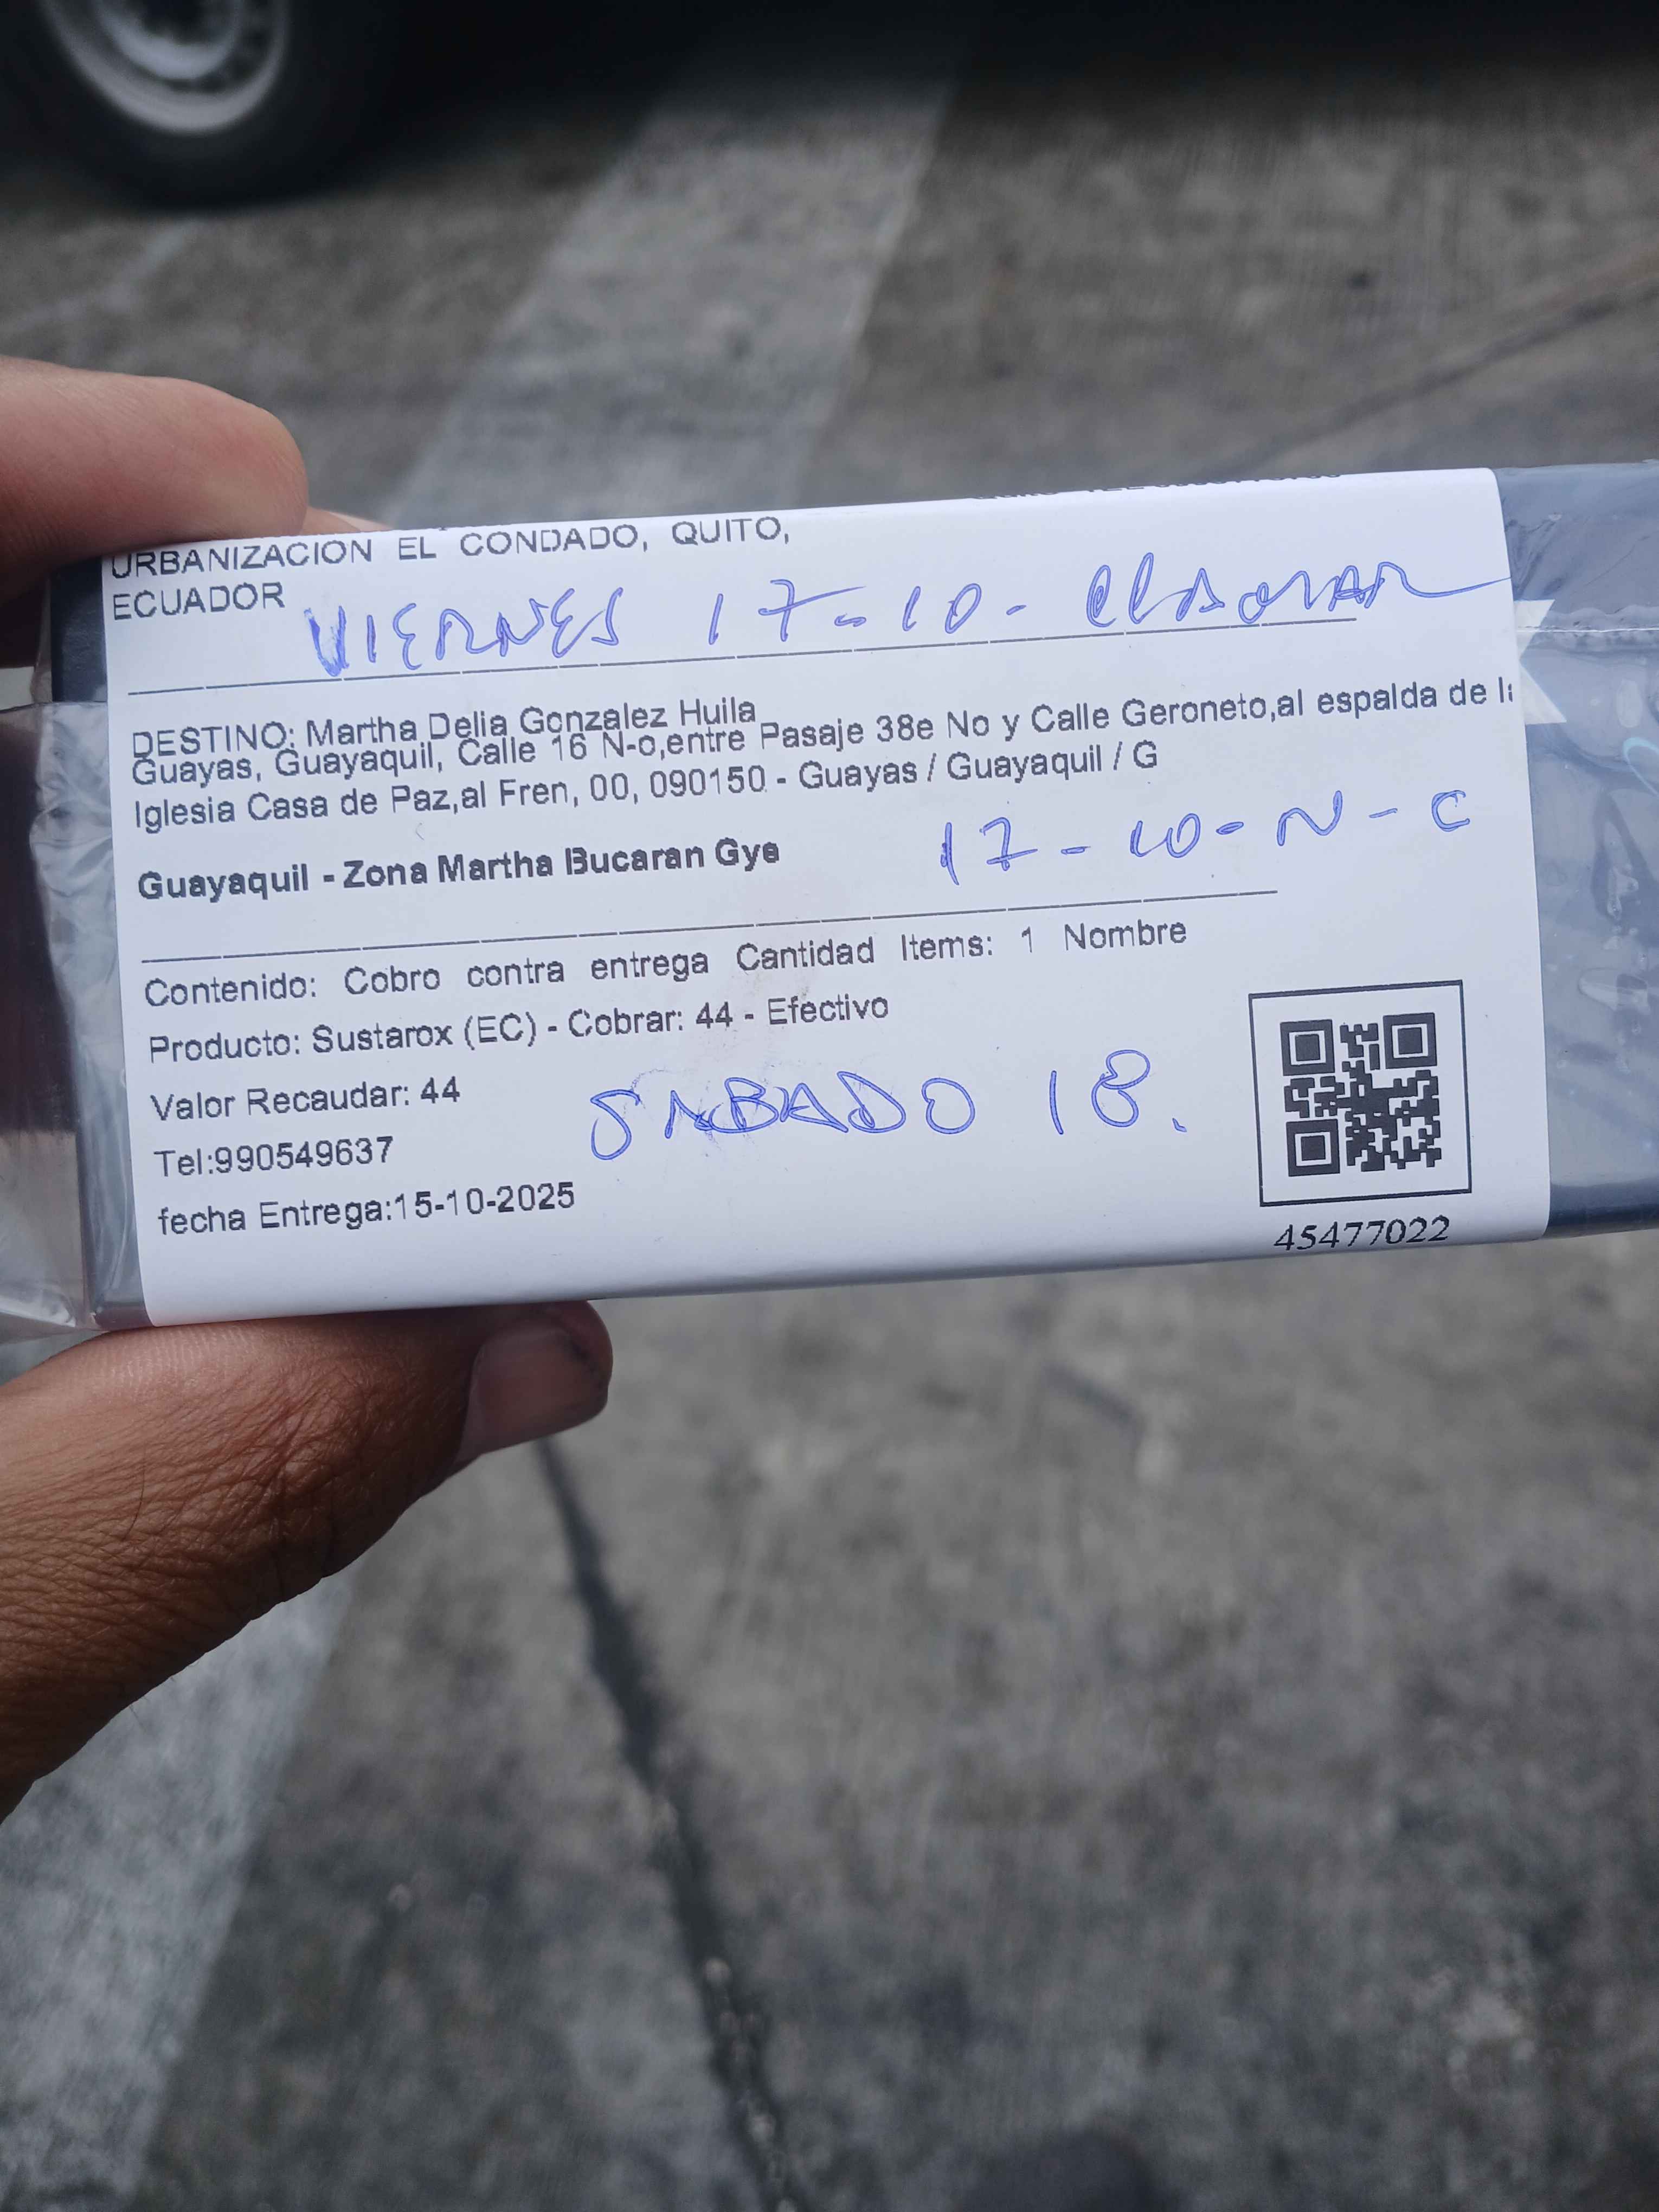 URBANIZACION EL CONDADO, QUITO,
ECUADOR
VIERNES 17-10-
DESTINO: Martha Delia Gonzalez Huila
Guayas, Guayaquil, Calle 16 N-o,entre Pasaje 38e No y Calle Geroneto,al espalda de la
Iglesia Casa de Paz,al Fren, 00, 090150 - Guayas / Guayaquil / G
Guayaquil - Zona Martha Bucaran Gye
17-10-N-C
Contenido: Cobro contra entrega Cantidad Items: 1 Nombre
Producto: Sustarox (EC) - Cobrar: 44 - Efectivo
Valor Recaudar: 44
SABADO 18.
Tel:990549637
fecha Entrega:15-10-2025
45477022